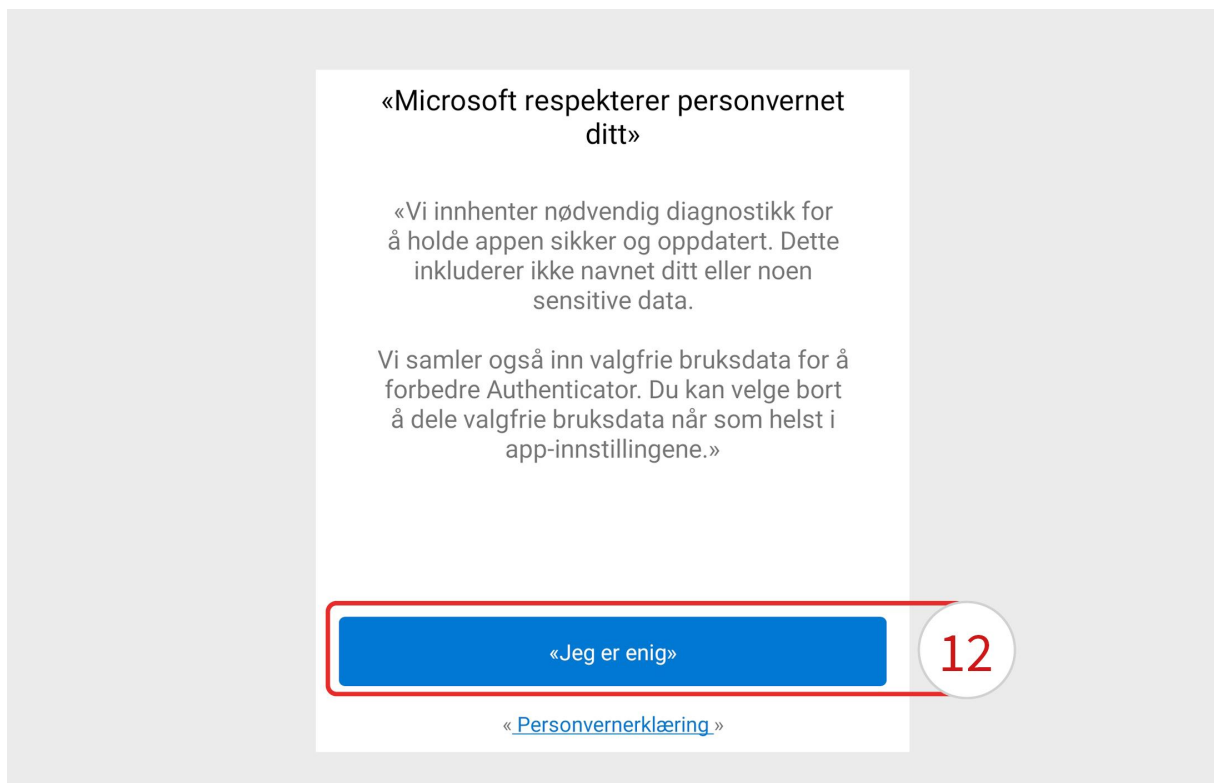 «Microsoft respekterer personvernet
ditt»
«Vi innhenter nødvendig diagnostikk for
å holde appen sikker og oppdatert. Dette
inkluderer ikke navnet ditt eller noen
sensitive data.
Vi samler også inn valgfrie bruksdata for å
forbedre Authenticator. Du kan velge bort
å dele valgfrie bruksdata når som helst i
app-innstillingene.»
«Jeg er enig»
12
« Personvernerklæring »